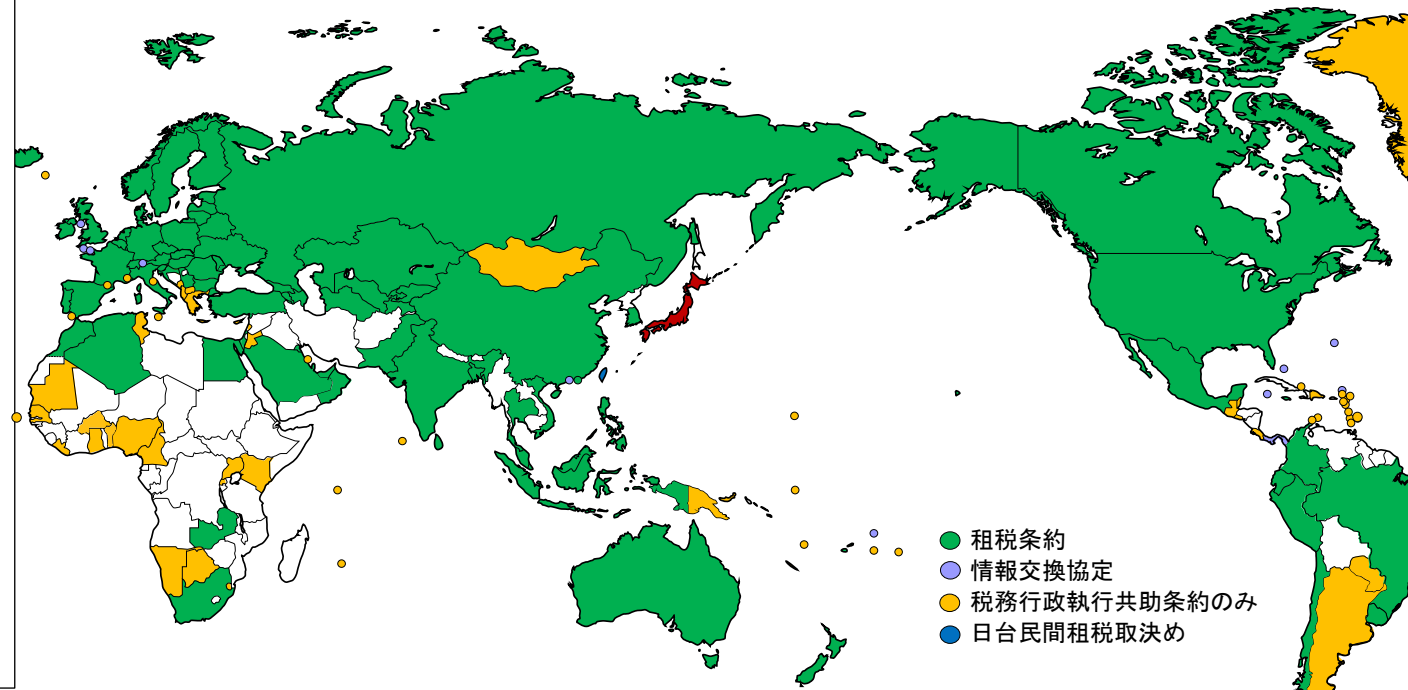 租税条約
情報交換協定
税務行政執行共助条約のみ
日台民間租税取決め